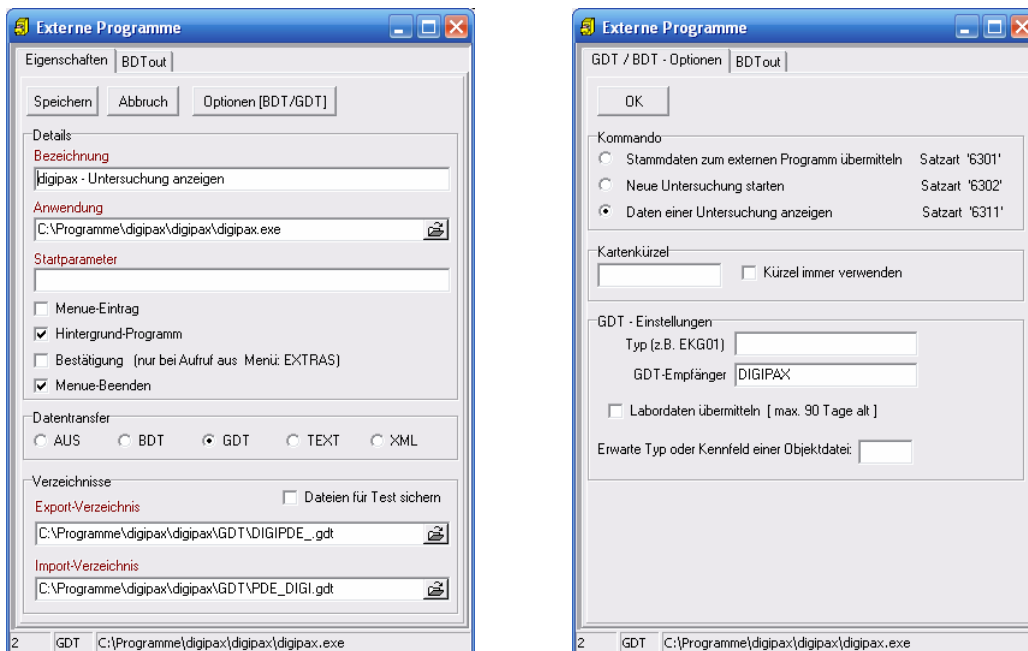 Externe Programme
Eigenschaften BDTout
Speichern Abbruch Optionen [BDT/GDT]
Details
Bezeichnung
digipax - Untersuchung anzeigen
Anwendung
C:\Programme\digipax\digipax\digipax.exe
Startparameter
Menue-Eintrag
Hintergrund-Programm
Bestätigung (nur bei Aufruf aus Menü: EXTRAS)
Menue-Beenden
Datentransfer
AUS BDT GDT TEXT XML
Verzeichnisse
Dateien für Test sichern
Export-Verzeichnis
C:\Programme\digipax\digipax\GDT\DIGIPDE_.gdt
Import-Verzeichnis
C:\Programme\digipax\digipax\GDT\PDE_DIGI.gdt
2 GDT C:\Programme\digipax\digipax\digipax.exe
Externe Programme
GDT / BDT - Optionen BDTout
OK
Kommando
Stammdaten zum externen Programm übermitteln Satzart '6301'
Neue Untersuchung starten Satzart '6302'
Daten einer Untersuchung anzeigen Satzart '6311'
Kartenkürzel
Kürzel immer verwenden
GDT - Einstellungen
Typ (z.B. EKG01)
GDT-Empfänger DIGIPAX
Labordaten übermitteln [ max. 90 Tage alt ]
Erwarte Typ oder Kennfeld einer Objektdatei:
2 GDT C:\Programme\digipax\digipax\digipax.exe